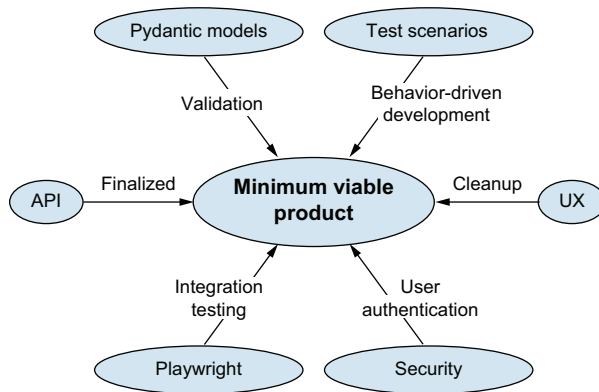 Pydantic models
Test scenarios
Validation
Behavior-driven
development
API
Finalized
Minimum viable
product
Cleanup
UX
Integration
testing
User
authentication
Playwright
Security